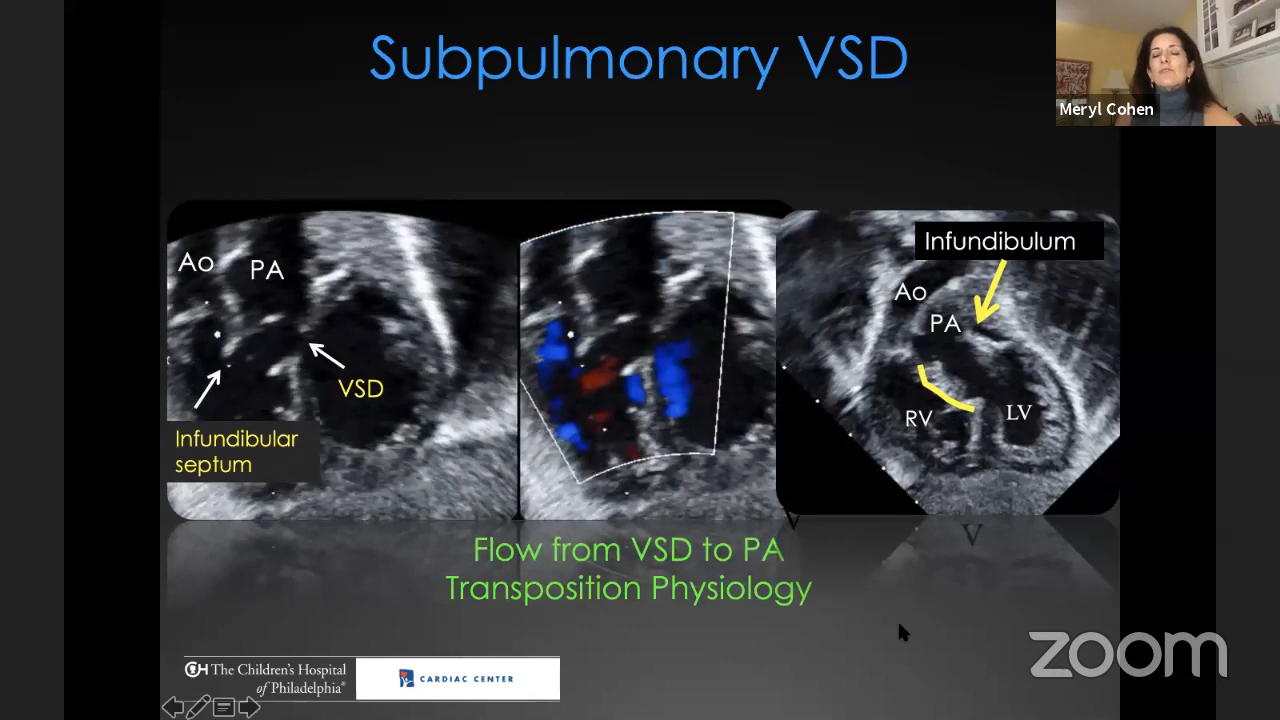 Subpulmonary VSD
Meryl Cohen
Ao
PA
VSD
Infundibular
septum
Infundibulum
Ao
PA
RV
LV
V
V
Flow from VSD to PA
Transposition Physiology
CH The Children's Hospital
of Philadelphia®
CARDIAC CENTER
zoom